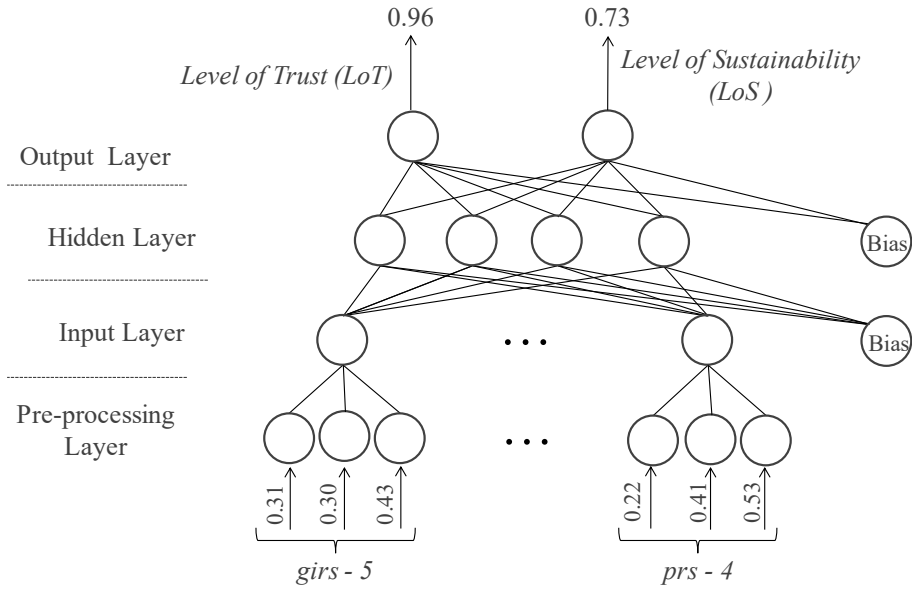 0.96
0.73
Level of Trust (LoT)
Level of Sustainability
(LoS )
Output Layer
Hidden Layer
Bias
Input Layer
Bias
. . .
Pre-processing
Layer
. . .
0.31
0.30
0.43
0.22
0.41
0.53
girs - 5
prs - 4